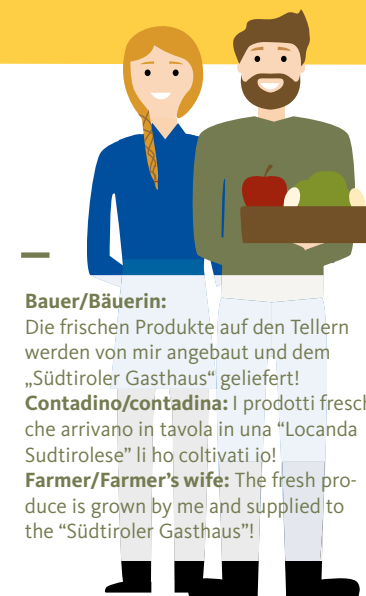 Bauer/Bäuerin:
Die frischen Produkte auf den Tellern
werden von mir angebaut und dem
„Südtiroler Gasthaus“ geliefert!
Contadino/contadina: I prodotti fresch
che arrivano in tavola in una “Locanda
Sudtirolese” li ho coltivati io!
Farmer/Farmer’s wife: The fresh pro-
duce is grown by me and supplied to
the “Südtiroler Gasthaus”!